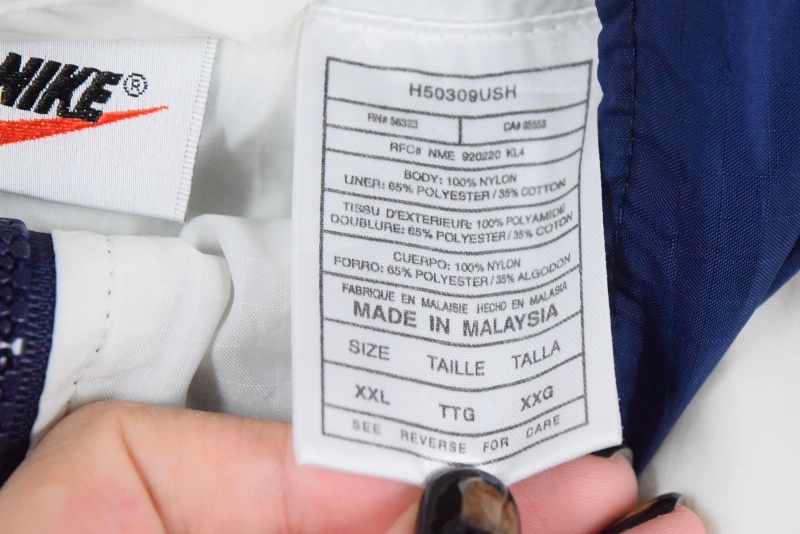 NIKE®
H50309USH
RN# 56323 CA# 05553
RFC# NME 920220 KL4
BODY: 100% NYLON
LINER: 65% POLYESTER / 35% COTTON
TISSU D'EXTERIEUR: 100% POLYAMIDE
DOUBLURE: 65% POLYESTER / 35% COTON
CUERPO: 100% NYLON
FORRO: 65% POLYESTER / 35% ALGODON
FABRIQUE EN MALAISIE HECHO EN MALASIA
MADE IN MALAYSIA
SIZE TAILLE TALLA
XXL TTG XXG
SEE REVERSE FOR CARE